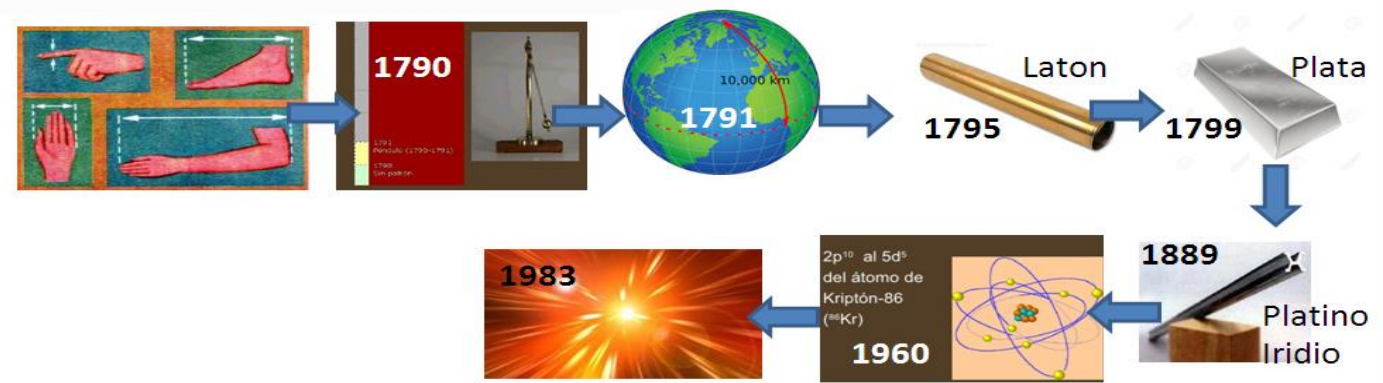 1790
1791
Péndulo (1790-1791)
1790
Sin patrón
10,000 km
1791
Laton
1795
Plata
1799
1889
Platino
Iridio
2p¹⁰ al 5d⁵
del átomo de
Kriptón-86
(⁸⁶Kr)
1960
1983